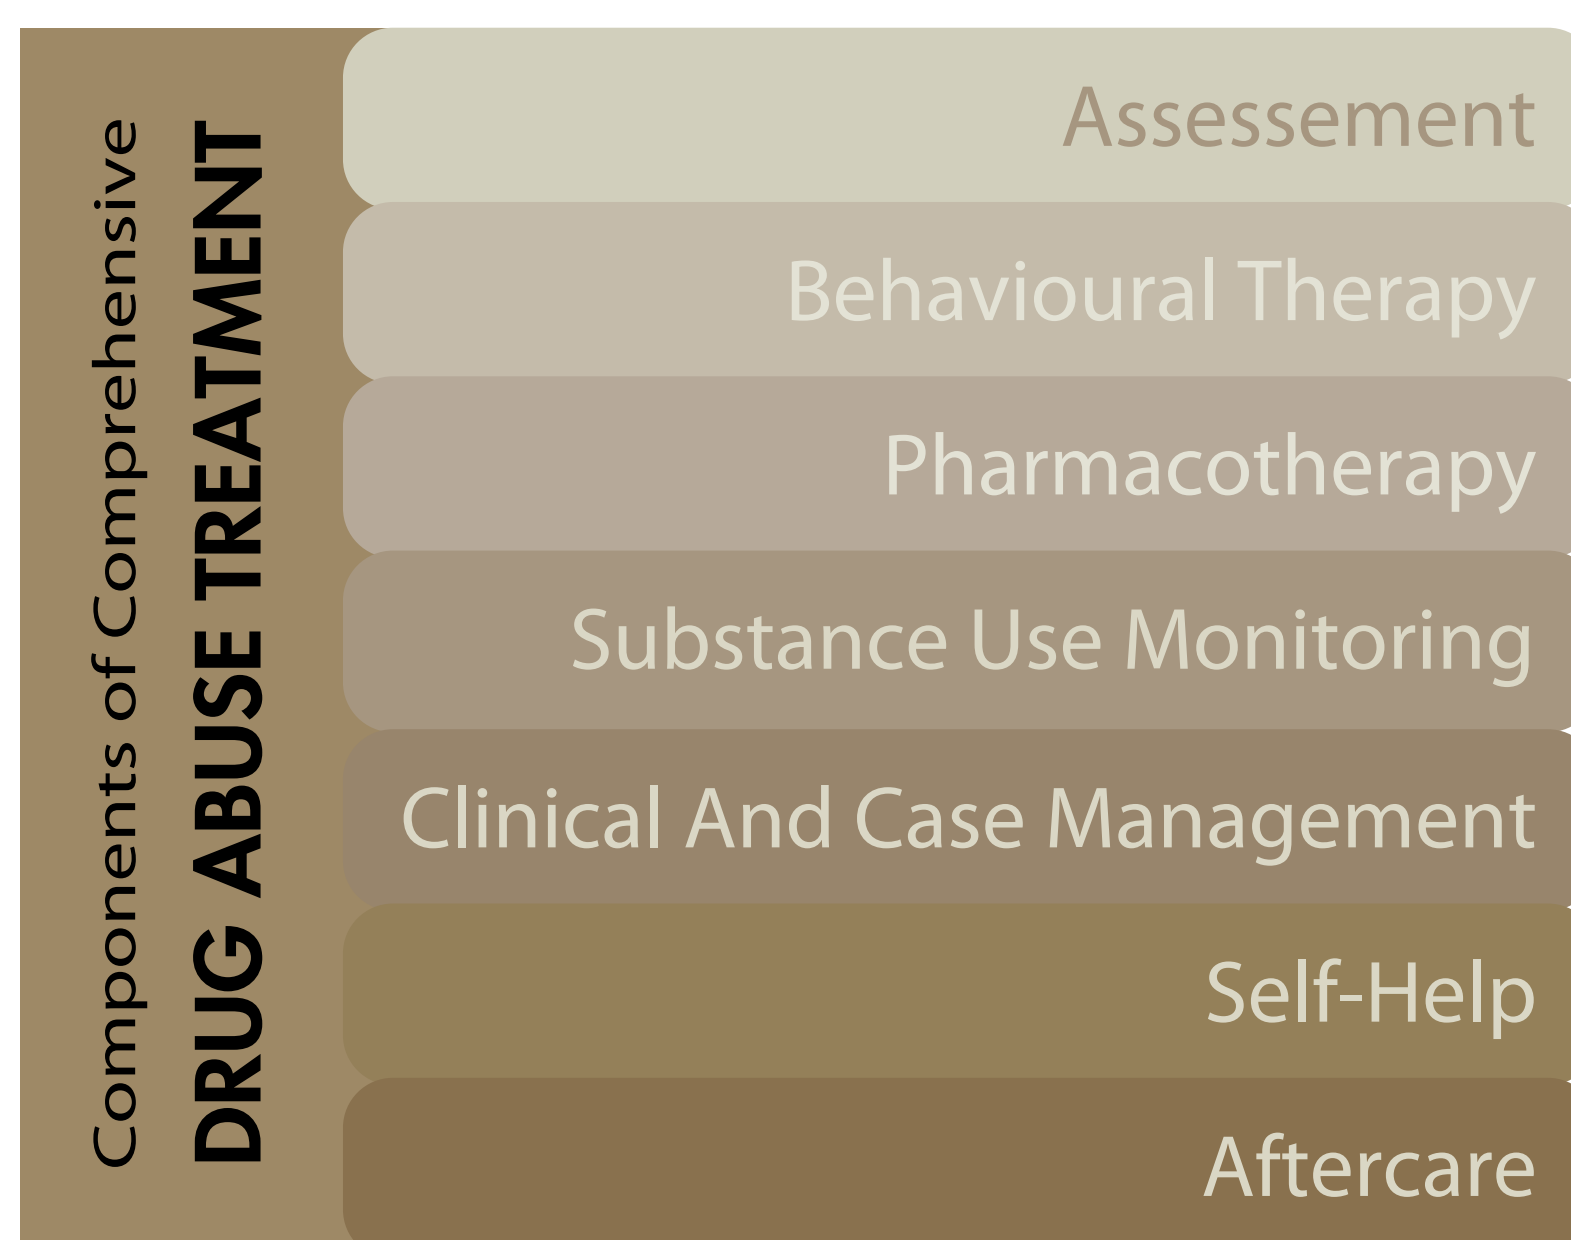 Components of Comprehensive
DRUG ABUSE TREATMENT
Assessement
Behavioural Therapy
Pharmacotherapy
Substance Use Monitoring
Clinical And Case Management
Self-Help
Aftercare